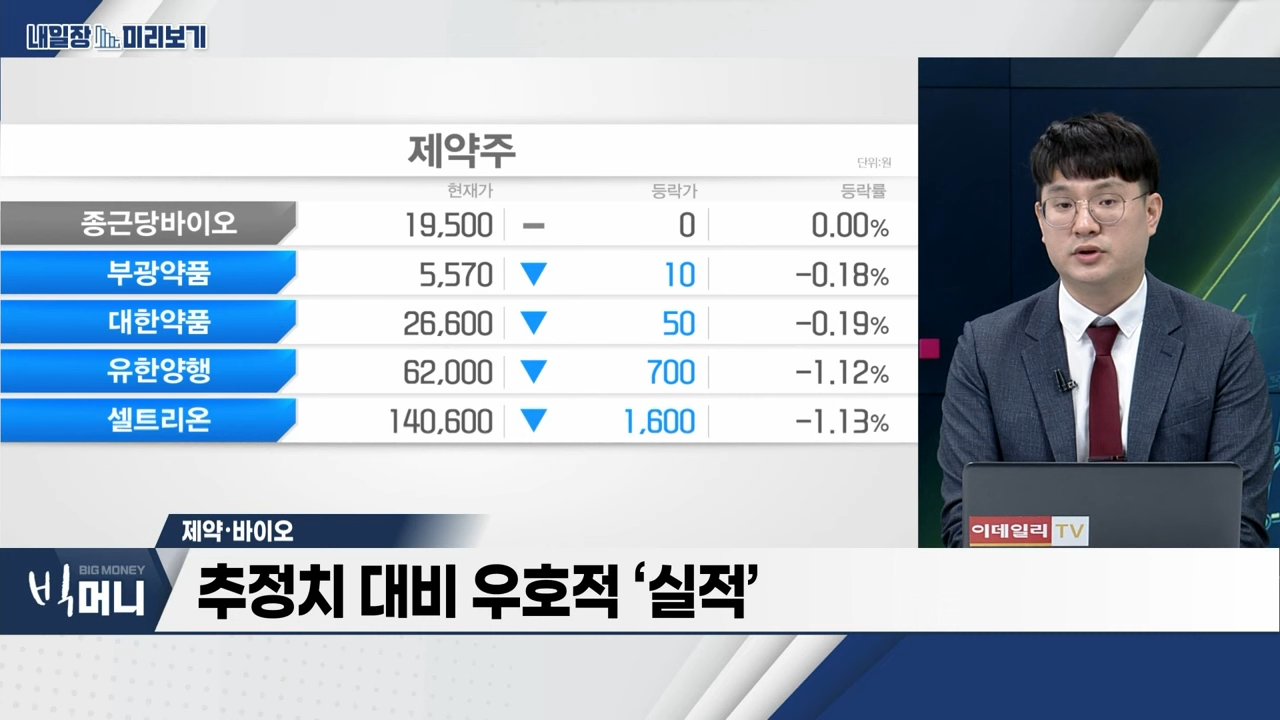 내일장 미리보기
제약주
단위:원
현재가 등락가 등락률
종근당바이오 19,500 － 0 0.00%
부광약품 5,570 ▼ 10 -0.18%
대한약품 26,600 ▼ 50 -0.19%
유한양행 62,000 ▼ 700 -1.12%
셀트리온 140,600 ▼ 1,600 -1.13%
이데일리 TV
제약·바이오
BIG MONEY
빅머니
추정치 대비 우호적 ‘실적’